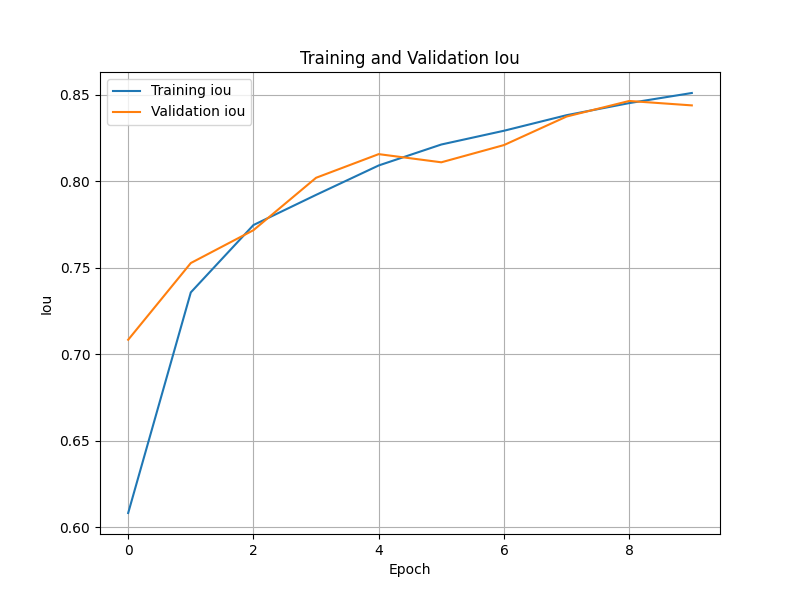 Training and Validation Iou
Training iou
Validation iou
0.85
0.80
0.75
0.70
0.65
0.60
Iou
0 2 4 6 8
Epoch